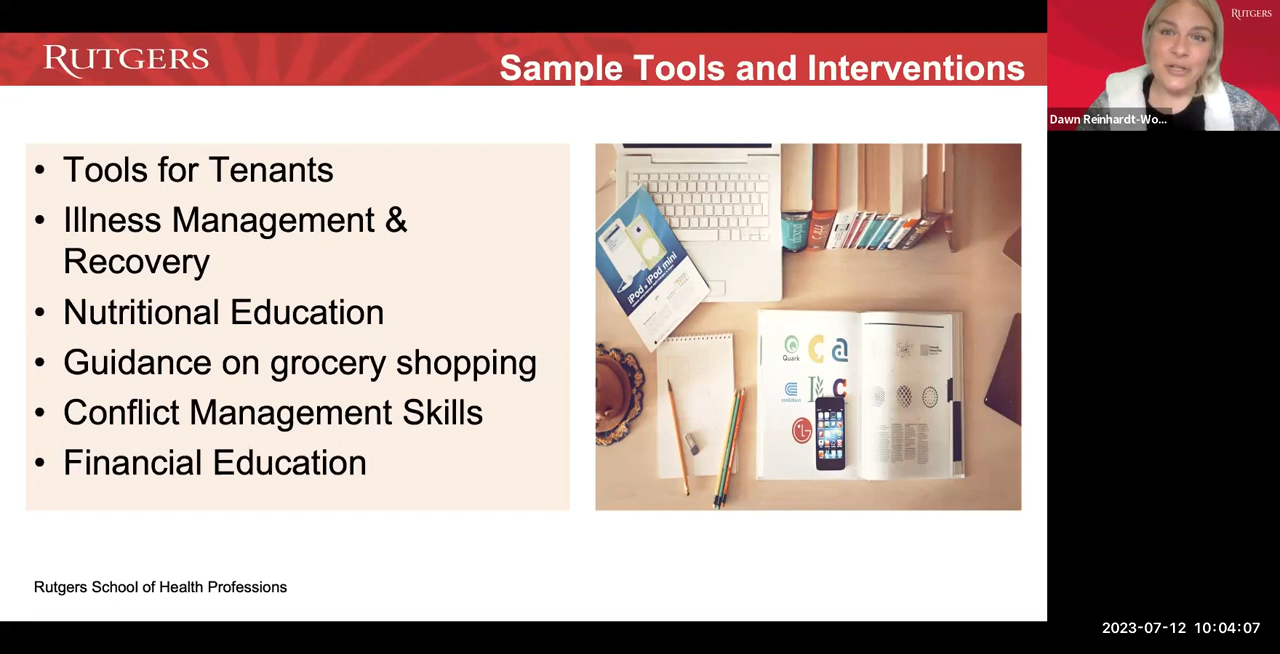 RUTGERS
Sample Tools and Interventions
RUTGERS
Dawn Reinhardt-Wo...
• Tools for Tenants
• Illness Management &
Recovery
• Nutritional Education
• Guidance on grocery shopping
• Conflict Management Skills
• Financial Education
iPod & iPod mini
Quark
LG
Rutgers School of Health Professions
2023-07-12 10:04:07